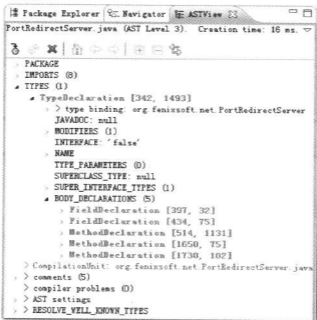 Package Explorer Navigator ASTView
PortRedirectServer.java (AST Level 3). Creation time: 16 ms.
PACKAGE
IMPORTS (8)
TYPES (1)
TypeDeclaration [342, 1493]
> type binding: org.fenixsoft.net.PortRedirectServer
JAVADOC: null
MODIFIERS (1)
INTERFACE: 'false'
NAME
TYPE_PARAMETERS (0)
SUPERCLASS_TYPE: null
SUPER_INTERFACE_TYPES (1)
BODY_DECLARATIONS (5)
FieldDeclaration [397, 32]
FieldDeclaration [434, 75]
MethodDeclaration [514, 1131]
MethodDeclaration [1650, 75]
MethodDeclaration [1730, 102]
> CompilationUnit: org.fenixsoft.net.PortRedirectServer.java
> comments (5)
> compiler problems (0)
> AST settings
> RESOLVE_WELL_KNOWN_TYPES